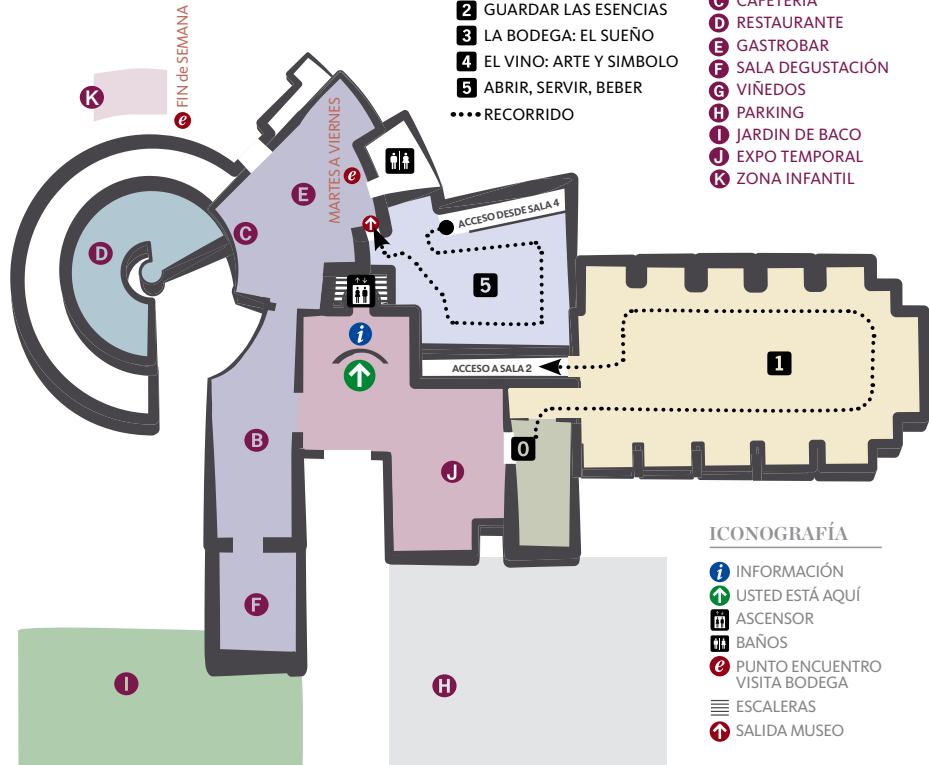 2 GUARDAR LAS ESENCIAS
3 LA BODEGA: EL SUEÑO
4 EL VINO: ARTE Y SIMBOLO
5 ABRIR, SERVIR, BEBER
RECORRIDO
C CAFETERÍA
D RESTAURANTE
E GASTROBAR
F SALA DEGUSTACIÓN
G VIÑEDOS
H PARKING
I JARDIN DE BACO
J EXPO TEMPORAL
K ZONA INFANTIL
K
e FIN de SEMANA
MARTES A VIERNES
e
E
C
D
ACCESO DESDE SALA 4
5
i
ACCESO A SALA 2
1
B
0
J
F
I
H
ICONOGRAFÍA
i INFORMACIÓN
USTED ESTÁ AQUÍ
ASCENSOR
BAÑOS
e PUNTO ENCUENTRO
VISITA BODEGA
ESCALERAS
SALIDA MUSEO